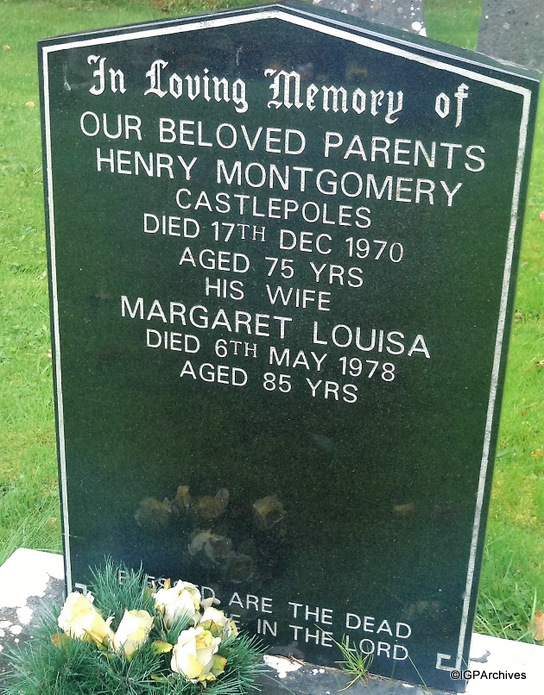 In Loving Memory of
OUR BELOVED PARENTS
HENRY MONTGOMERY
CASTLEPOLES
DIED 17TH DEC 1970
AGED 75 YRS
HIS WIFE
MARGARET LOUISA
DIED 6TH MAY 1978
AGED 85 YRS
BLESSED ARE THE DEAD
IN THE LORD
©IGPArchives